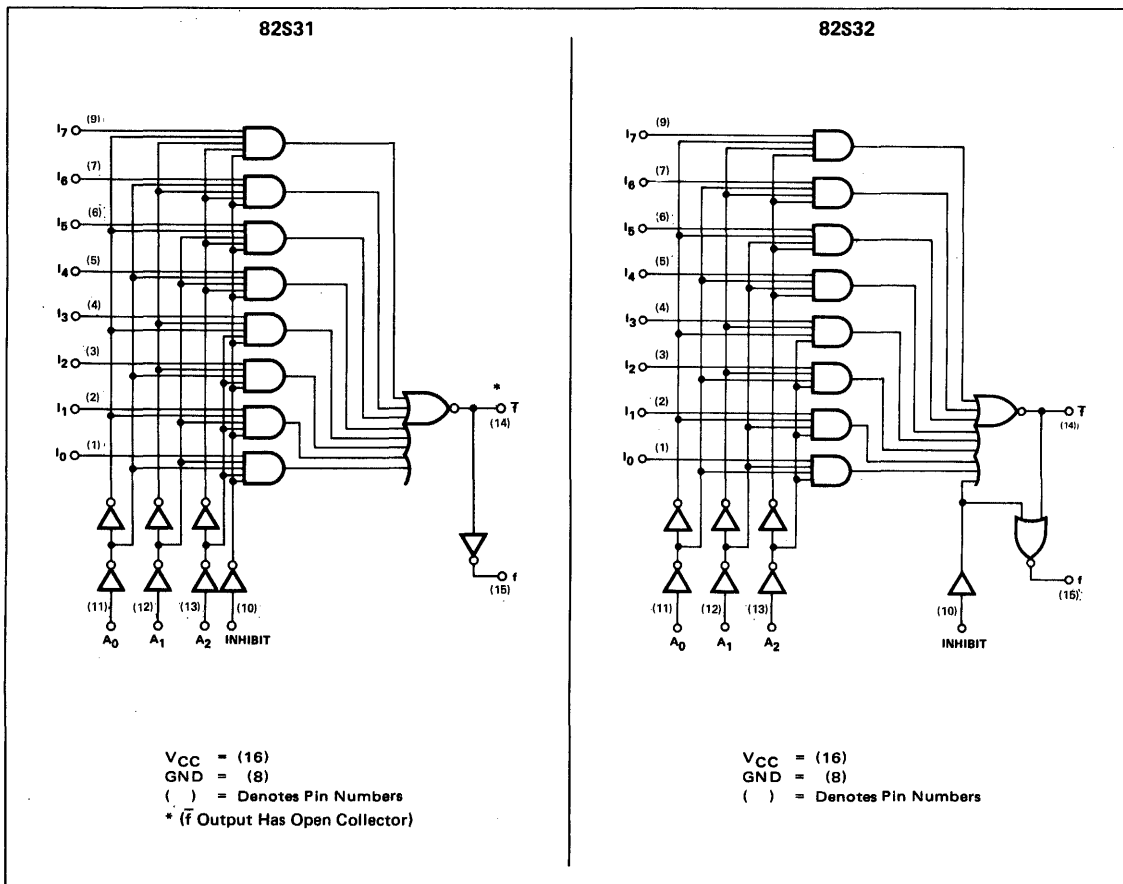 82S31
I7 (9)
I6 (7)
I5 (6)
I4 (5)
I3 (4)
I2 (3)
I1 (2)
I0 (1)
*
f̅
(14)
f
(15)
(11) (12) (13) (10)
A0 A1 A2 INHIBIT
VCC = (16)
GND = (8)
( ) = Denotes Pin Numbers
* (f̅ Output Has Open Collector)
82S32
I7 (9)
I6 (7)
I5 (6)
I4 (5)
I3 (4)
I2 (3)
I1 (2)
I0 (1)
f̅
(14)
f
(15)
(11) (12) (13) (10)
A0 A1 A2 INHIBIT
VCC = (16)
GND = (8)
( ) = Denotes Pin Numbers